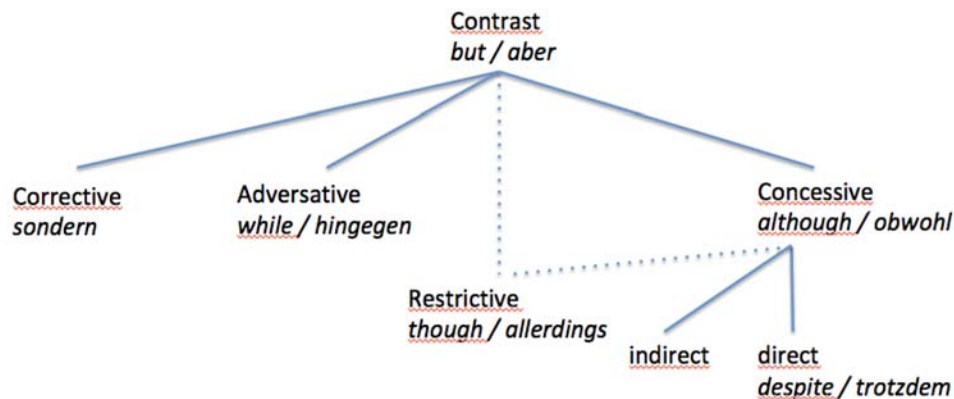 Contrast
but / aber
Corrective
sondern
Adversative
while / hingegen
Concessive
although / obwohl
Restrictive
though / allerdings
indirect
direct
despite / trotzdem